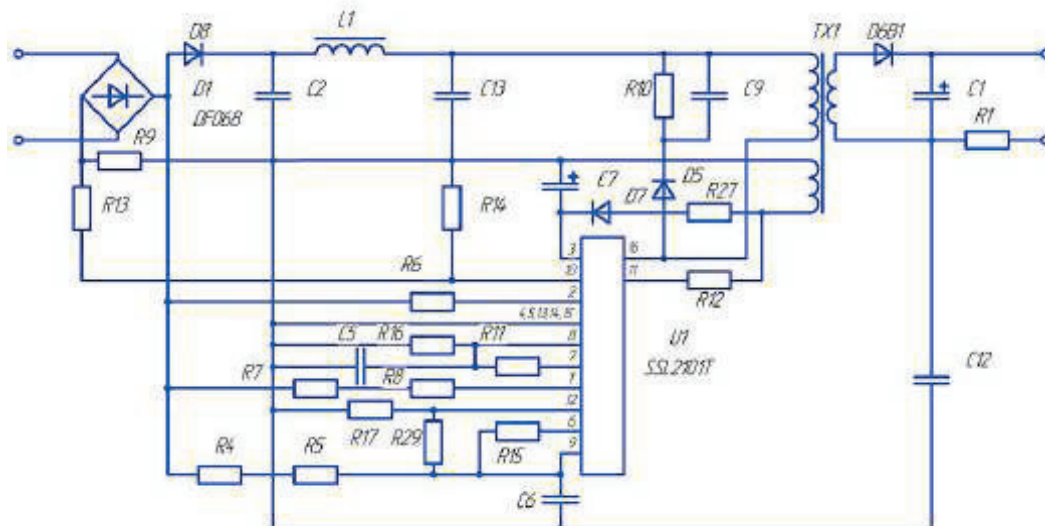 D8
L1
TX1
D6B1
D1
DF06B
C2
C13
R10
C9
C1
R1
R9
C7
D5
R27
D7
R13
R14
3
16
10
11
R6
2
R12
4,5,13,14,15
C5
R16
R11
8
U1
SSL2101T
7
R7
R8
1
C12
12
R17
R29
6
R15
9
R4
R5
C6